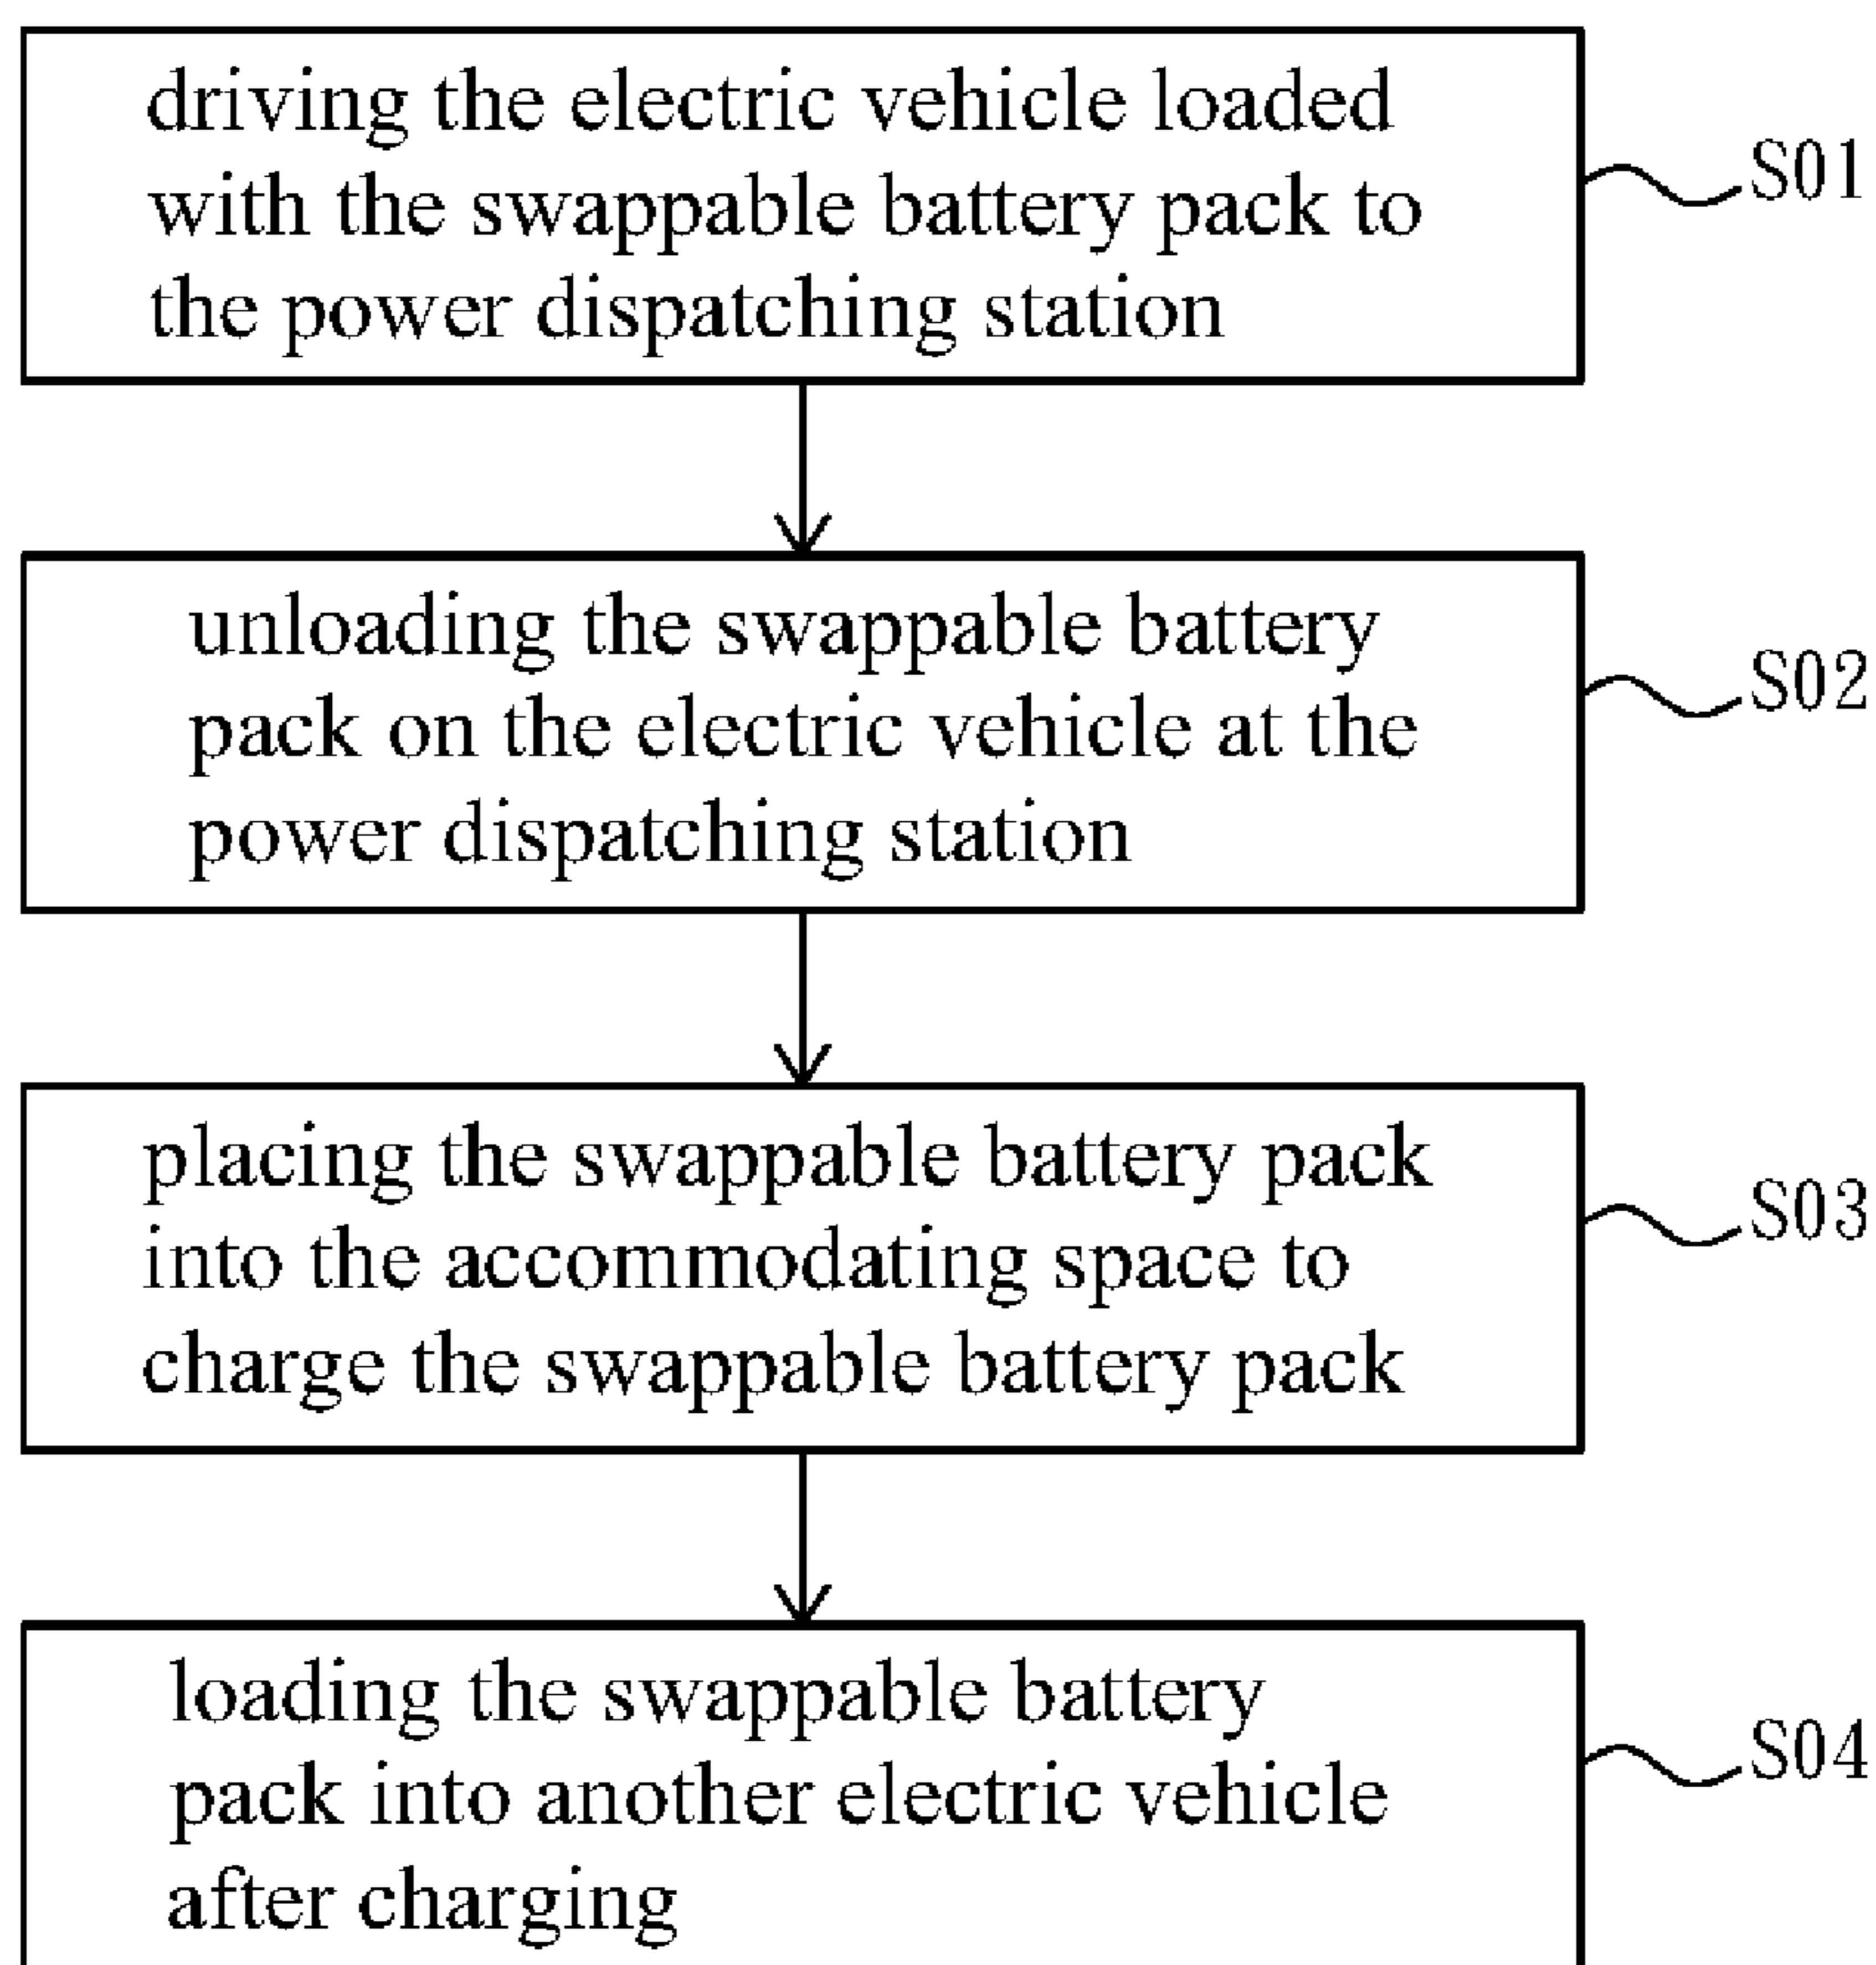 driving the electric vehicle loaded
with the swappable battery pack to
the power dispatching station
S01
unloading the swappable battery
pack on the electric vehicle at the
power dispatching station
S02
placing the swappable battery pack
into the accommodating space to
charge the swappable battery pack
S03
loading the swappable battery
pack into another electric vehicle
after charging
S04